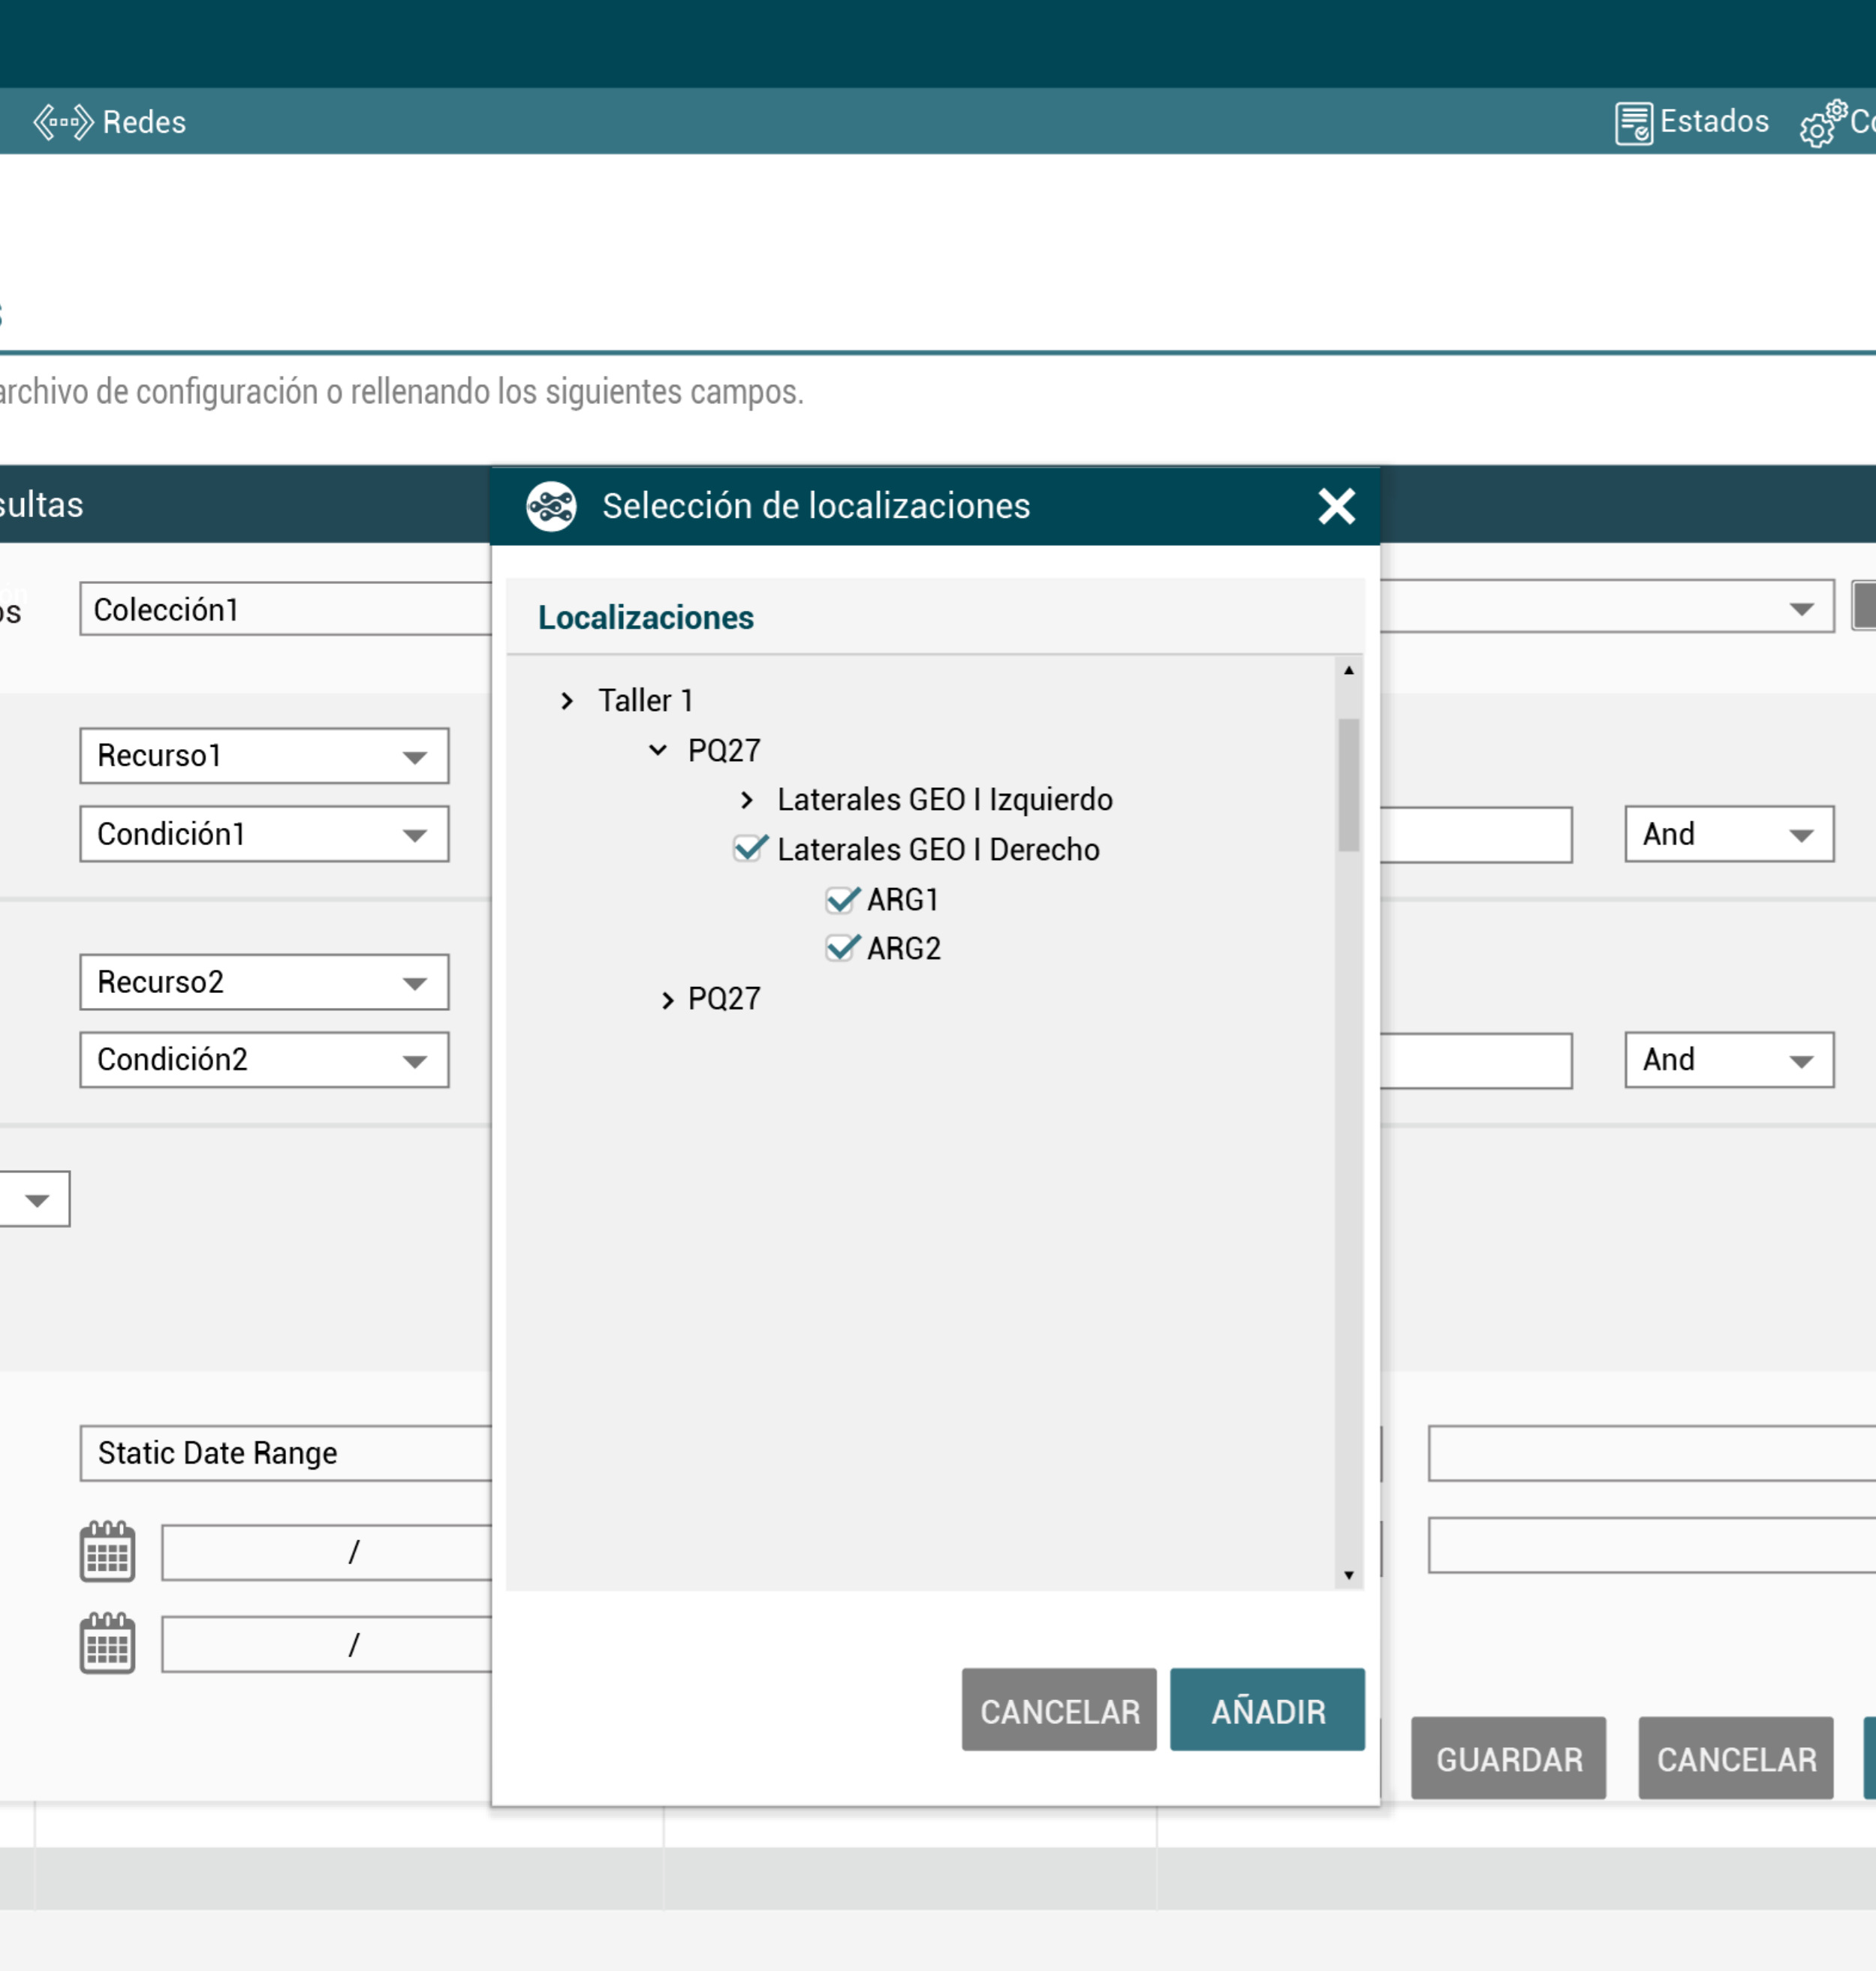 Redes
Estados
archivo de configuración o rellenando los siguientes campos.
Selección de localizaciones
Colección1
Localizaciones
Taller 1
Recurso1
PQ27
Laterales GEO I Izquierdo
Condición1
And
Laterales GEO I Derecho
ARG1
ARG2
Recurso2
PQ27
Condición2
And
Static Date Range
/
/
CANCELAR
AÑADIR
GUARDAR
CANCELAR